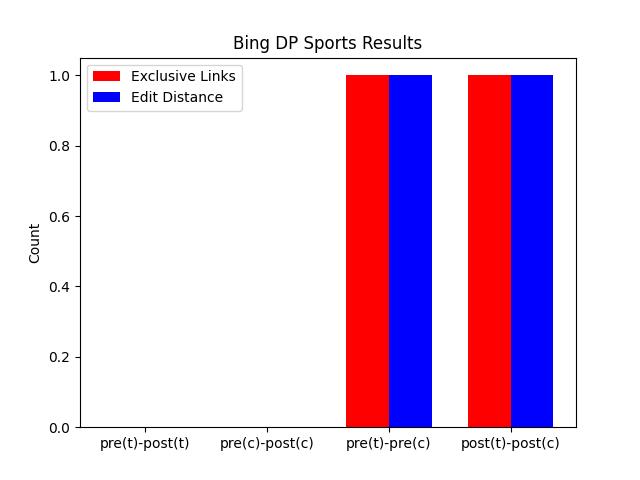 Bing DP Sports Results
Exclusive Links
Edit Distance
Count
1.0
0.8
0.6
0.4
0.2
0.0
pre(t)-post(t)
pre(c)-post(c)
pre(t)-pre(c)
post(t)-post(c)